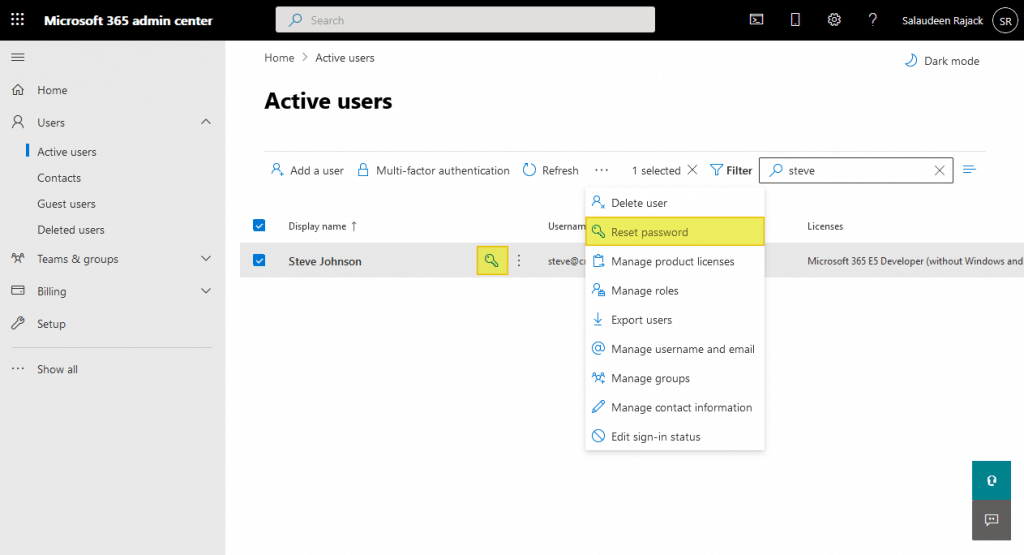 Microsoft 365 admin center
Search
Salaudeen Rajack
SR
Home > Active users
Dark mode
Home
Users
Active users
Contacts
Guest users
Deleted users
Teams & groups
Billing
Setup
Show all
Active users
Add a user Multi-factor authentication Refresh ... 1 selected Filter steve
Display name ↑ Licenses
Steve Johnson Microsoft 365 E5 Developer (without Windows and
Delete user
Reset password
Manage product licenses
Manage roles
Export users
Manage username and email
Manage groups
Manage contact information
Edit sign-in status